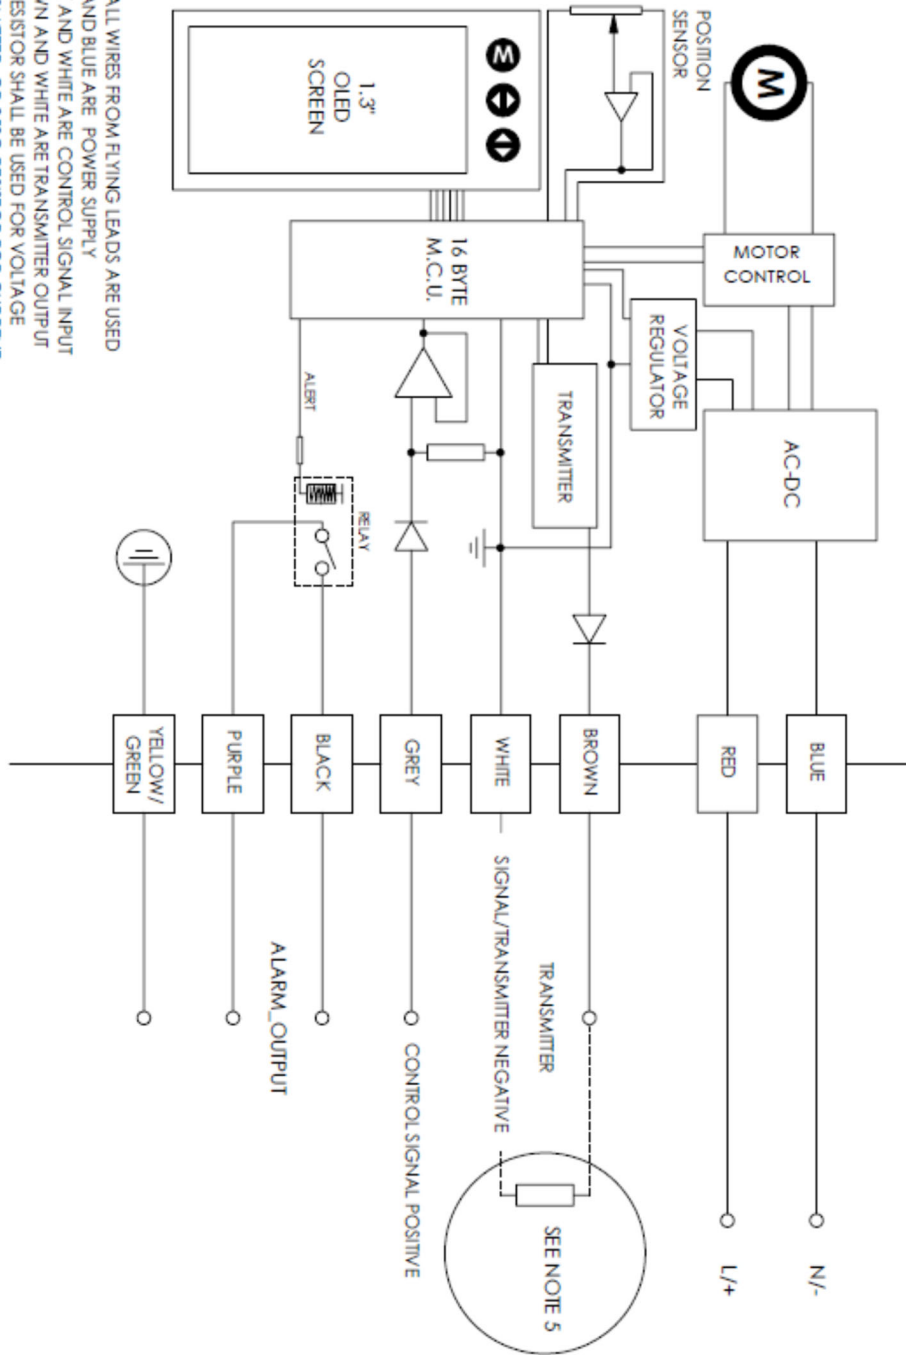 POSITION
SENSOR
M
MOTOR
CONTROL
VOLTAGE
REGULATOR
AC-DC
1.3"
OLED
SCREEN
M
16 BYTE
M.C.U.
TRANSMITTER
ALERT
RELAY
BLUE
RED
BROWN
WHITE
GREY
BLACK
PURPLE
YELLOW/
GREEN
N/-
L/+
TRANSMITTER
SIGNAL/TRANSMITTER NEGATIVE
SEE NOTE 5
CONTROL SIGNAL POSITIVE
ALARM_OUTPUT
ALL WIRES FROM FLYING LEADS ARE USED
AND BLUE ARE POWER SUPPLY
AND WHITE ARE CONTROL SIGNAL INPUT
AND WHITE ARE TRANSMITTER OUTPUT
SHALL BE USED FOR VOLTAGE